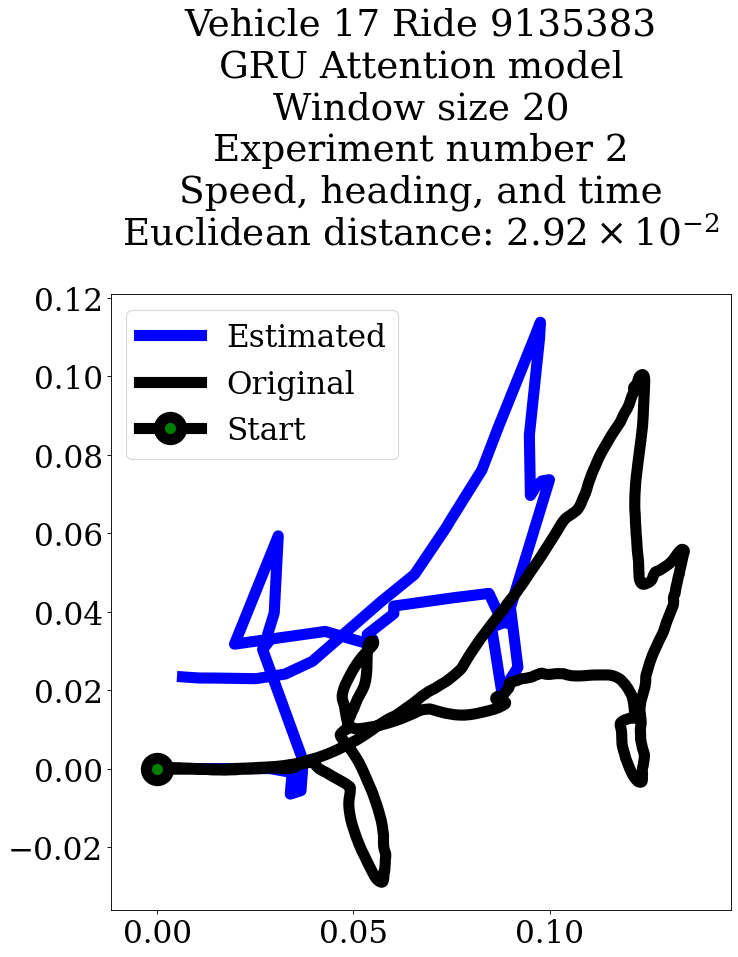 Vehicle 17 Ride 9135383
GRU Attention model
Window size 20
Experiment number 2
Speed, heading, and time
Euclidean distance: 2.92 × 10⁻²
0.12
0.10
0.08
0.06
0.04
0.02
0.00
−0.02
Estimated
Original
Start
0.00 0.05 0.10